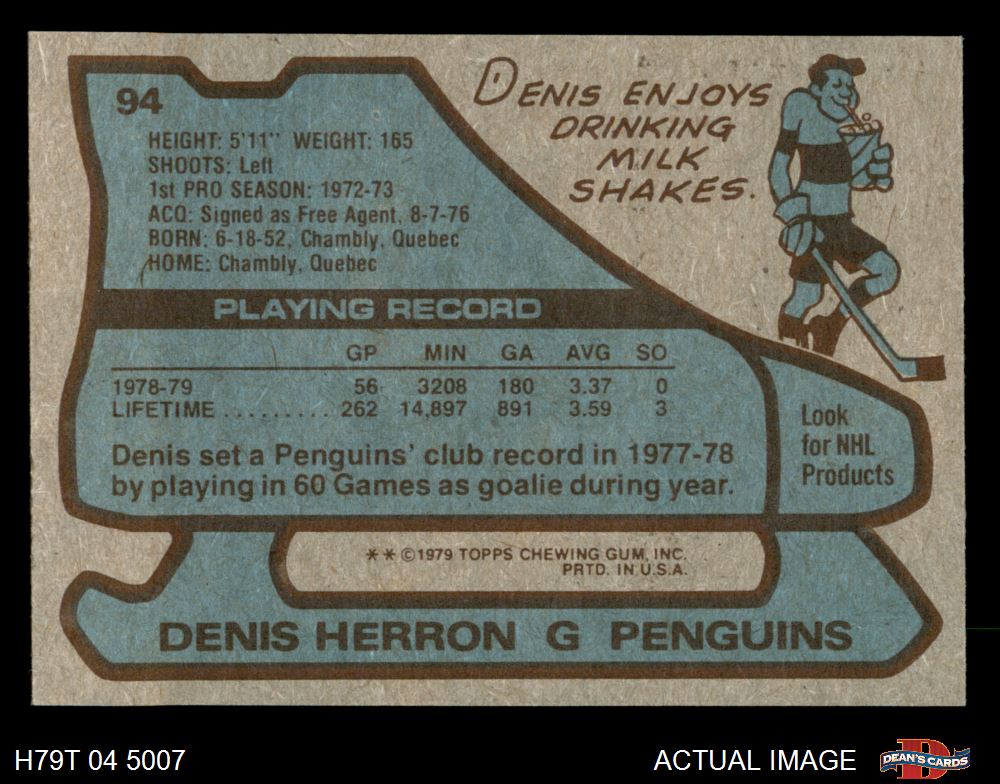 94
HEIGHT: 5'11" WEIGHT: 165
SHOOTS: Left
1st PRO SEASON: 1972-73
ACQ: Signed as Free Agent, 8-7-76
BORN: 6-18-52, Chambly, Quebec
HOME: Chambly, Quebec
DENIS ENJOYS
DRINKING
MILK
SHAKES.
PLAYING RECORD
GP MIN GA AVG SO
1978-79 56 3208 180 3.37 0
LIFETIME ......... 262 14,897 891 3.59 3
Denis set a Penguins' club record in 1977-78
by playing in 60 Games as goalie during year.
Look
for NHL
Products
** ©1979 TOPPS CHEWING GUM, INC.
PRTD. IN U.S.A.
DENIS HERRON G PENGUINS
H79T 04 5007
ACTUAL IMAGE
DEAN'S CARDS